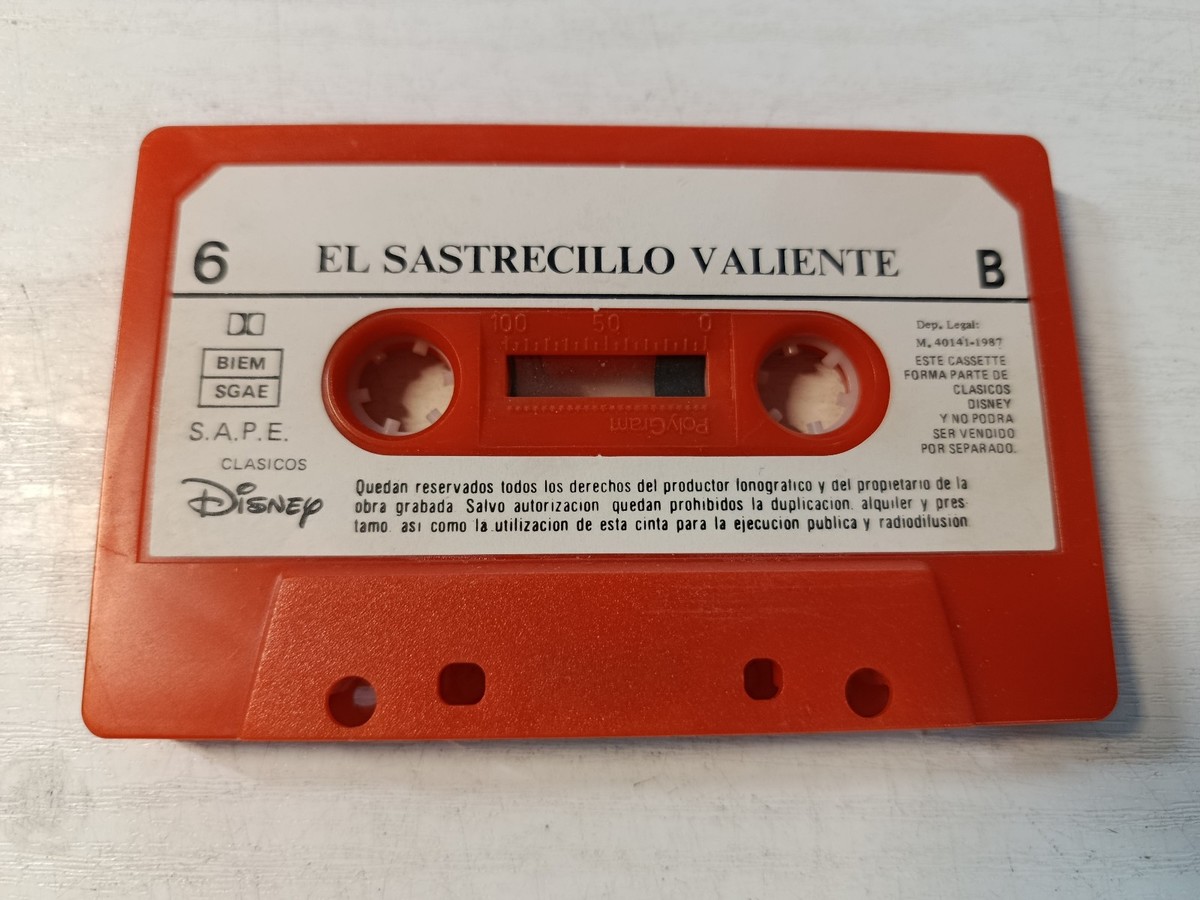 6 EL SASTRECILLO VALIENTE B
BIEM
SGAE
S.A.P.E.
CLASICOS
DISNEY
100 50 0
PolyGram
Dep. Legal:
M. 40141-1987
ESTE CASSETTE
FORMA PARTE DE
CLASICOS
DISNEY
Y NO PODRA
SER VENDIDO
POR SEPARADO.
Quedan reservados todos los derechos del productor fonografico y del propietario de la
obra grabada. Salvo autorizacion quedan prohibidos la duplicacion. alquiler y pres-
tamo. asi como la utilizacion de esta cinta para la ejecucion publica y radiodifusion